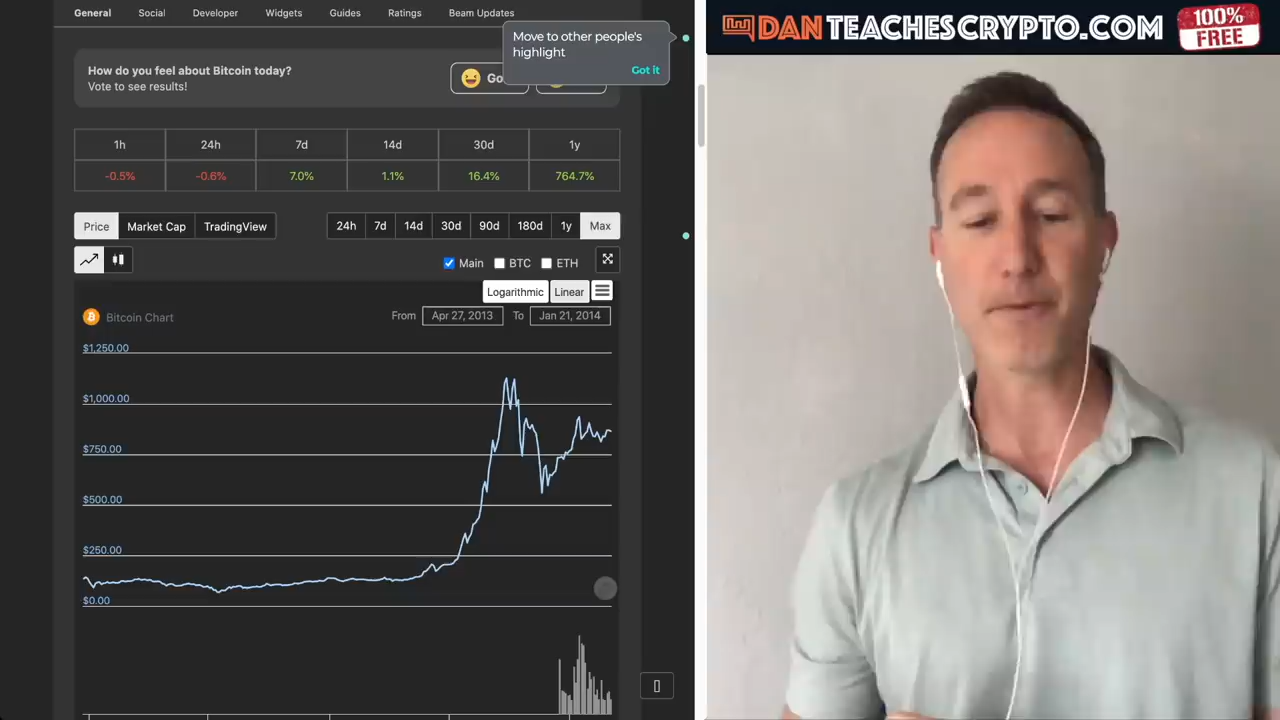 General Social Developer Widgets Guides Ratings Beam Updates
Move to other people's
highlight
Got it
How do you feel about Bitcoin today?
Vote to see results!
Go
1h 24h 7d 14d 30d 1y
-0.5% -0.6% 7.0% 1.1% 16.4% 764.7%
Price Market Cap TradingView 24h 7d 14d 30d 90d 180d 1y Max
Main BTC ETH
Logarithmic Linear
Bitcoin Chart From Apr 27, 2013 To Jan 21, 2014
$1,250.00
$1,000.00
$750.00
$500.00
$250.00
$0.00
DANTEACHESCRYPTO.COM
100%
FREE